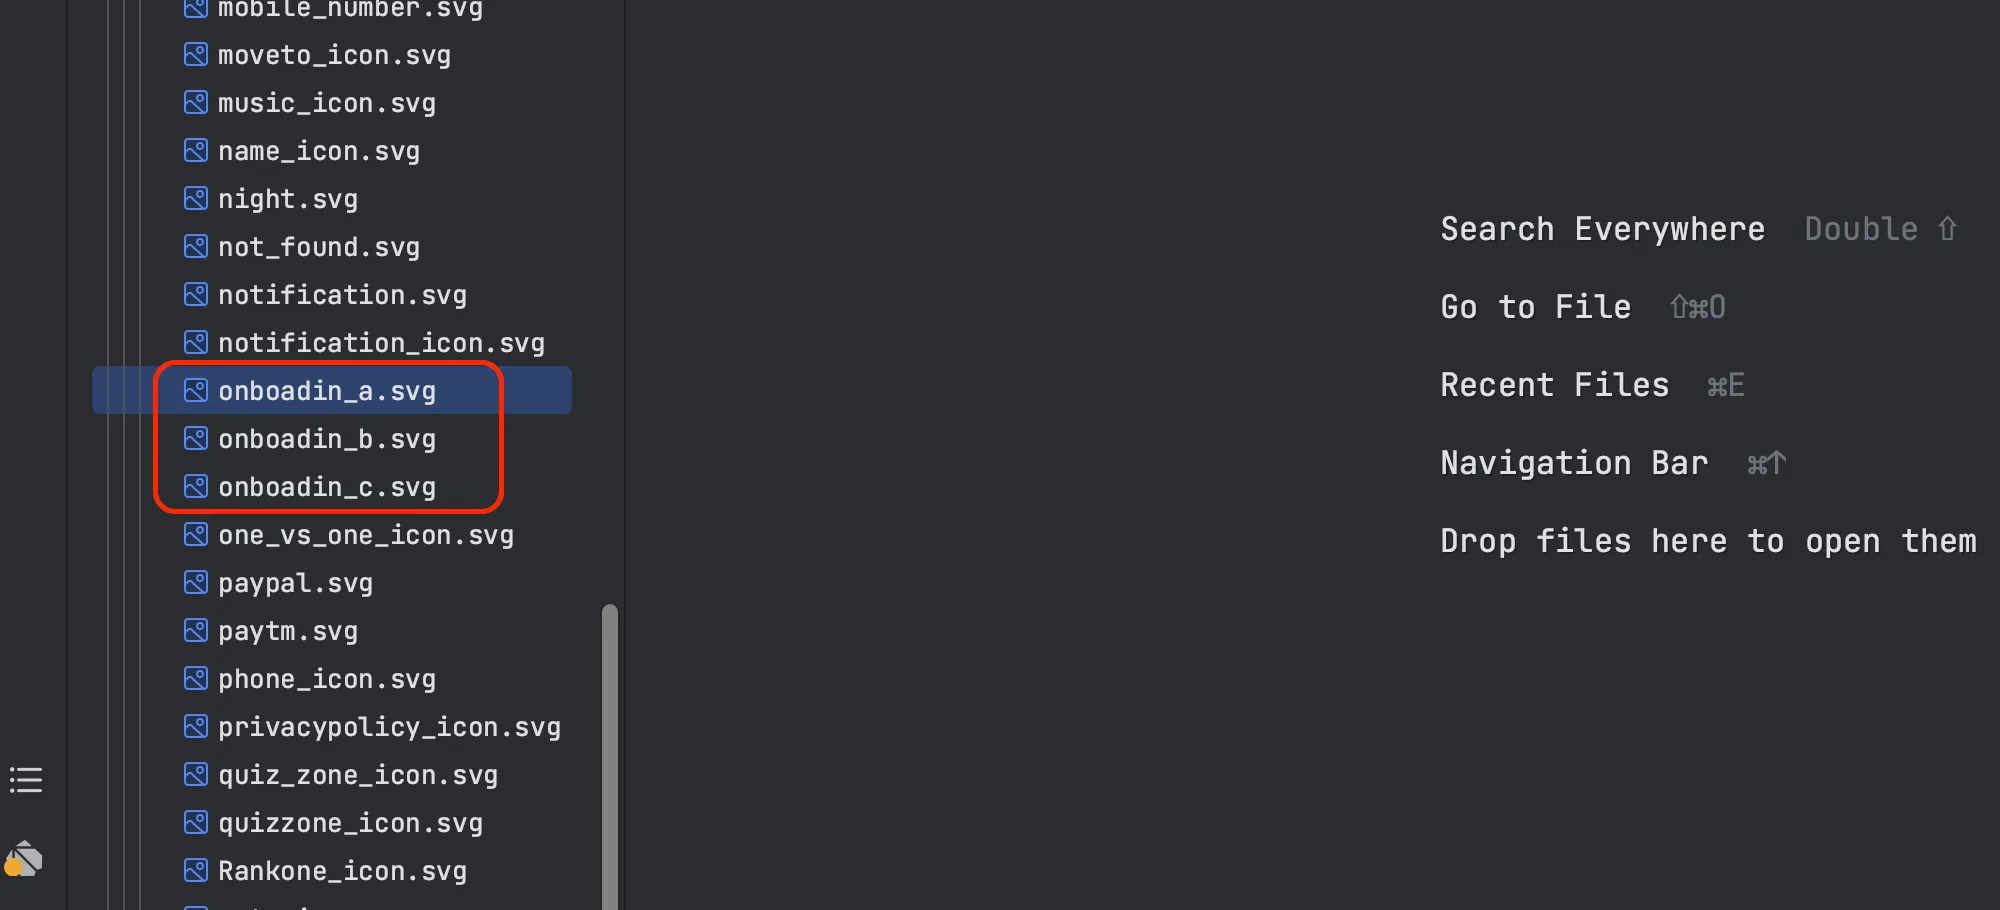 mobile_number.svg
moveto_icon.svg
music_icon.svg
name_icon.svg
night.svg
not_found.svg
notification.svg
notification_icon.svg
onboadin_a.svg
onboadin_b.svg
onboadin_c.svg
one_vs_one_icon.svg
paypal.svg
paytm.svg
phone_icon.svg
privacypolicy_icon.svg
quiz_zone_icon.svg
quizzone_icon.svg
Rankone_icon.svg
Search Everywhere Double ⇧
Go to File ⇧⌘O
Recent Files ⌘E
Navigation Bar ⌘↑
Drop files here to open them